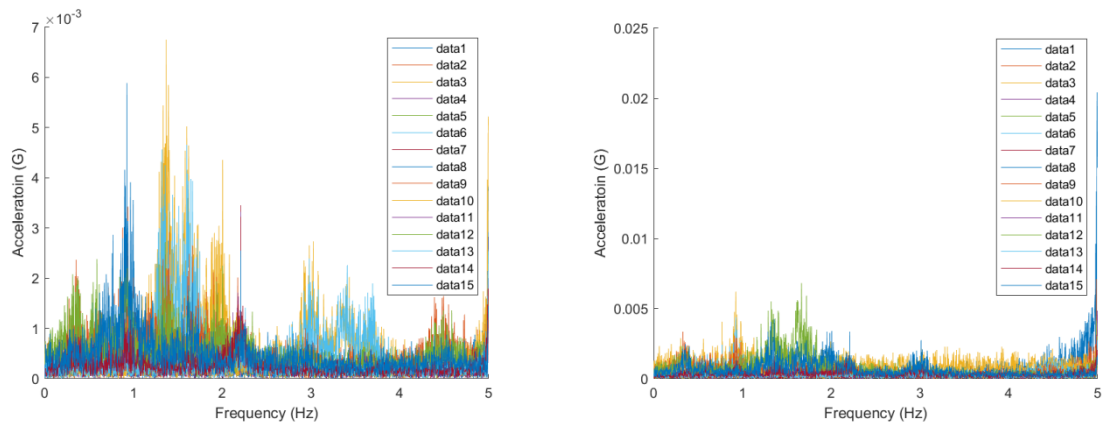 ×10⁻³
7
6
5
4
3
2
1
0
0 1 2 3 4 5
Frequency (Hz)
Acceleratoin (G)
data1
data2
data3
data4
data5
data6
data7
data8
data9
data10
data11
data12
data13
data14
data15
0.025
0.02
0.015
0.01
0.005
0
0 1 2 3 4 5
Frequency (Hz)
Acceleratoin (G)
data1
data2
data3
data4
data5
data6
data7
data8
data9
data10
data11
data12
data13
data14
data15